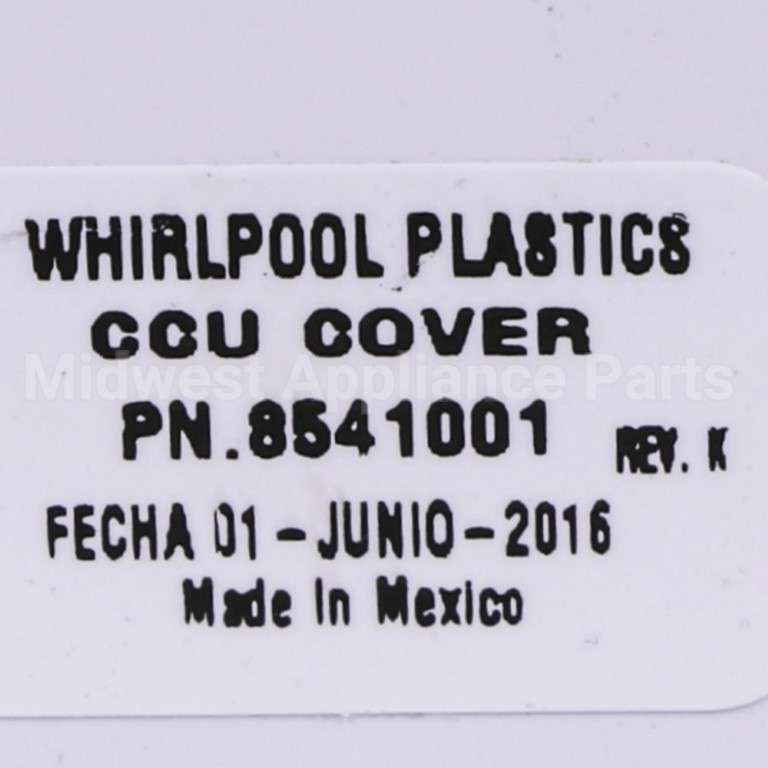 WHIRLPOOL PLASTICS
CCU COVER
Midwest Appliance Parts
PN.8541001 REV. K
FECHA 01-JUNIO-2016
Made In Mexico